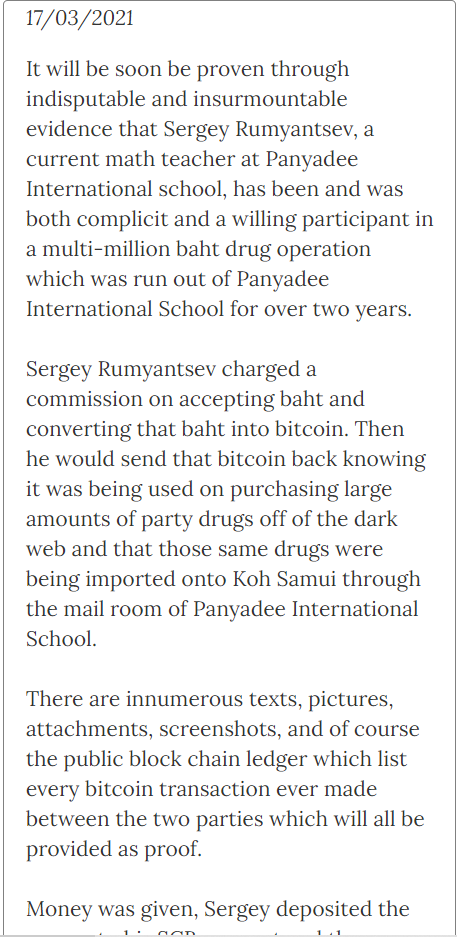 17/03/2021
It will be soon be proven through
indisputable and insurmountable
evidence that Sergey Rumyantsev, a
current math teacher at Panyadee
International school, has been and was
both complicit and a willing participant in
a multi-million baht drug operation
which was run out of Panyadee
International School for over two years.
Sergey Rumyantsev charged a
commission on accepting baht and
converting that baht into bitcoin. Then
he would send that bitcoin back knowing
it was being used on purchasing large
amounts of party drugs off of the dark
web and that those same drugs were
being imported onto Koh Samui through
the mail room of Panyadee International
School.
There are innumerous texts, pictures,
attachments, screenshots, and of course
the public block chain ledger which list
every bitcoin transaction ever made
between the two parties which will all be
provided as proof.
Money was given, Sergey deposited the